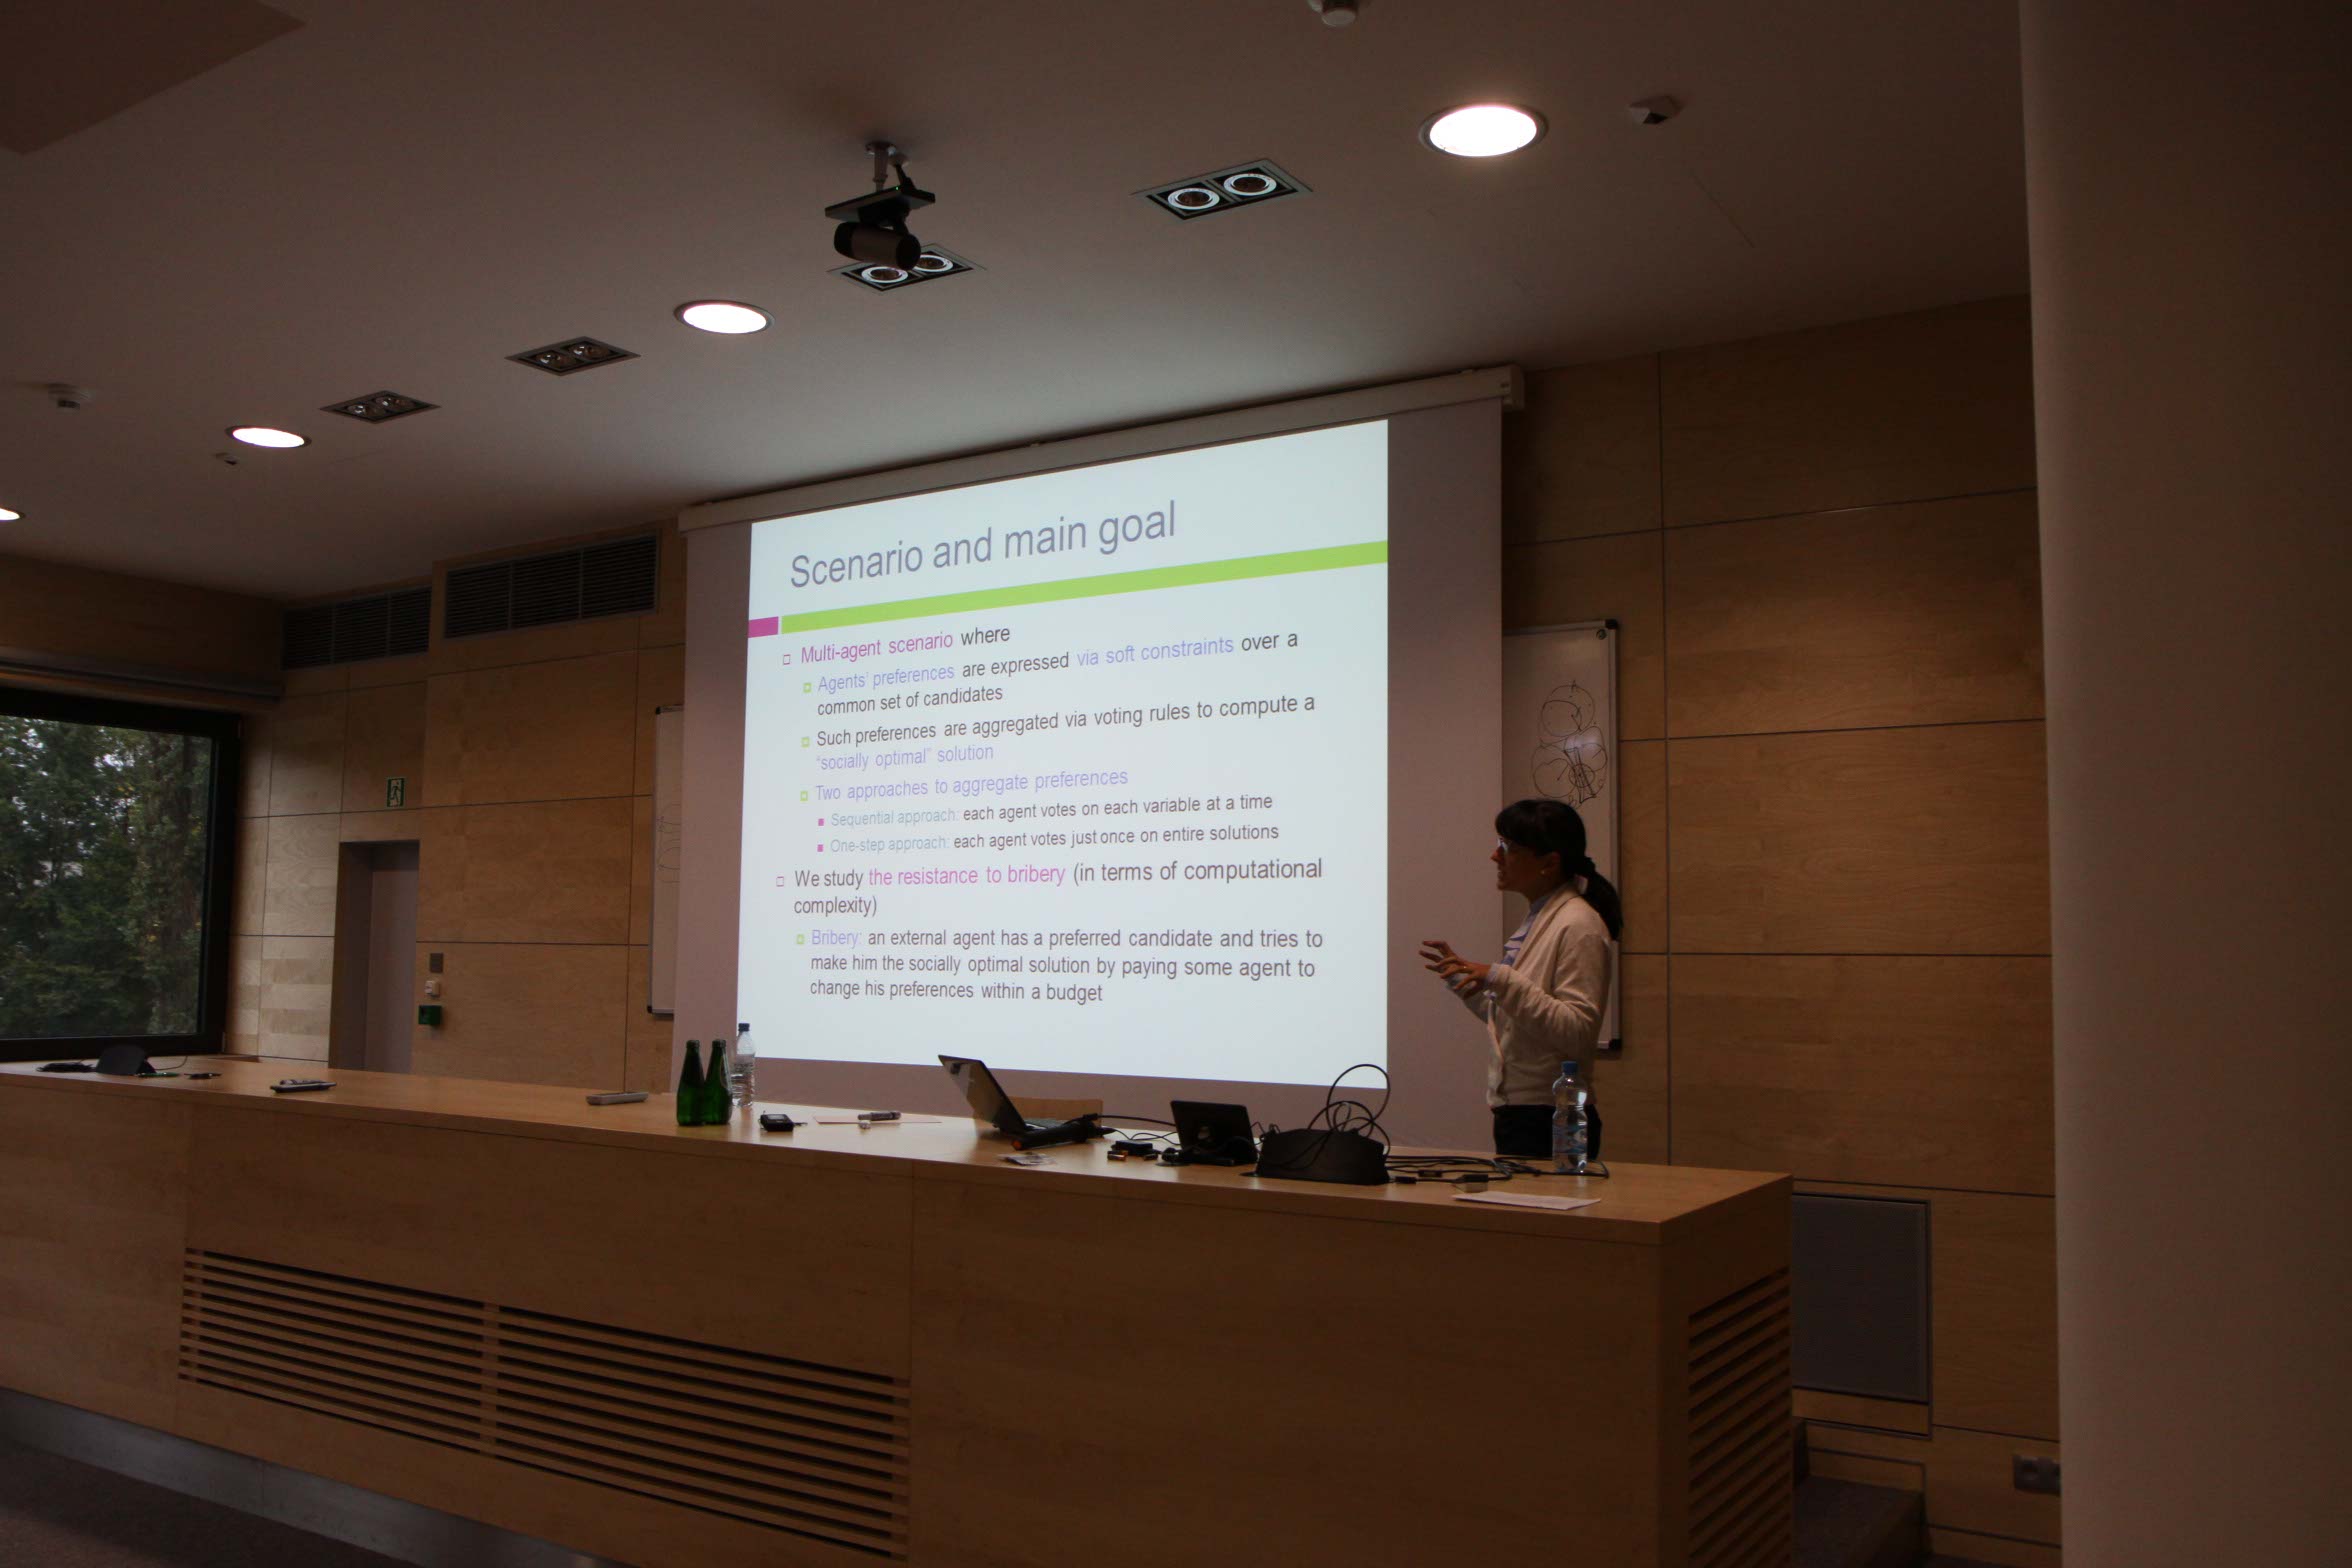 Scenario and main goal
Multi-agent scenario where
Agents' preferences are expressed via soft constraints over a
common set of candidates
Such preferences are aggregated via voting rules to compute a
"socially optimal" solution
Two approaches to aggregate preferences
Sequential approach: each agent votes on each variable at a time
One-step approach: each agent votes just once on entire solutions
We study the resistance to bribery (in terms of computational
complexity)
Bribery: an external agent has a preferred candidate and tries to
make him the socially optimal solution by paying some agent to
change his preferences within a budget